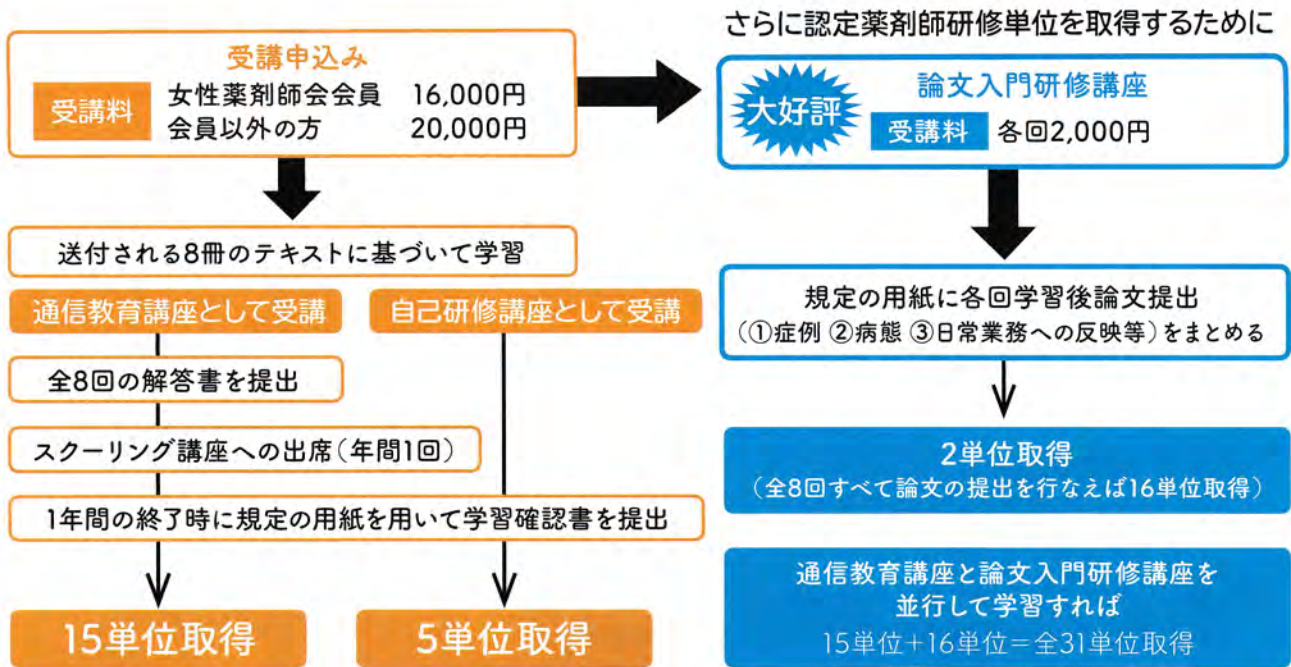 受講申込み
受講料
女性薬剤師会会員 16,000円
会員以外の方 20,000円
送付される8冊のテキストに基づいて学習
通信教育講座として受講
自己研修講座として受講
全8回の解答書を提出
スクーリング講座への出席(年間1回)
1年間の終了時に規定の用紙を用いて学習確認書を提出
15単位取得
5単位取得
さらに認定薬剤師研修単位を取得するために
大好評
論文入門研修講座
受講料 各回2,000円
規定の用紙に各回学習後論文提出
(①症例 ②病態 ③日常業務への反映等)をまとめる
2単位取得
(全8回すべて論文の提出を行なえば16単位取得)
通信教育講座と論文入門研修講座を
並行して学習すれば
15単位+16単位=全31単位取得